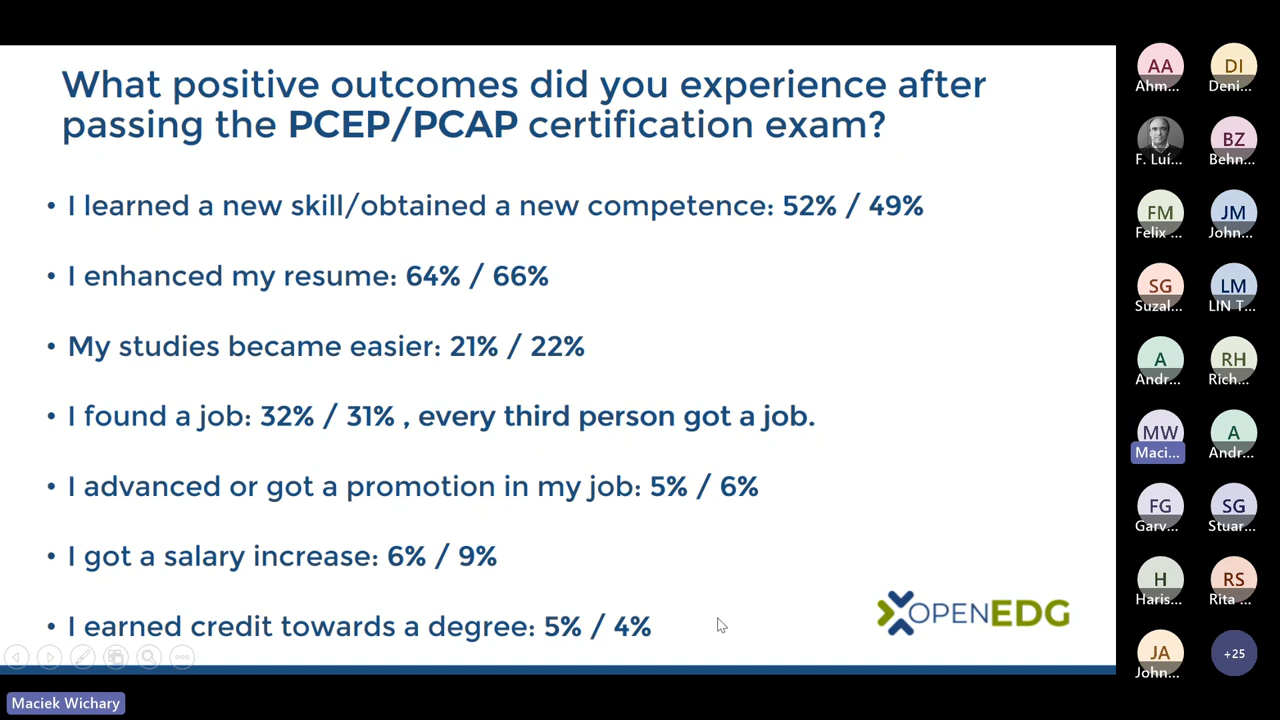 What positive outcomes did you experience after
passing the PCEP/PCAP certification exam?
• I learned a new skill/obtained a new competence: 52% / 49%
• I enhanced my resume: 64% / 66%
• My studies became easier: 21% / 22%
• I found a job: 32% / 31% , every third person got a job.
• I advanced or got a promotion in my job: 5% / 6%
• I got a salary increase: 6% / 9%
• I earned credit towards a degree: 5% / 4%
OPENEDG
Maciek Wichary
AA
Ahm...
DI
Deni...
F. Luí...
BZ
Behn...
FM
Felix ...
JM
John...
SG
Suzal...
LM
LIN T...
A
Andr...
RH
Rich...
MW
Maci...
A
Andr...
FG
Garv...
SG
Stuar...
H
Haris...
RS
Rita ...
JA
John...
+25